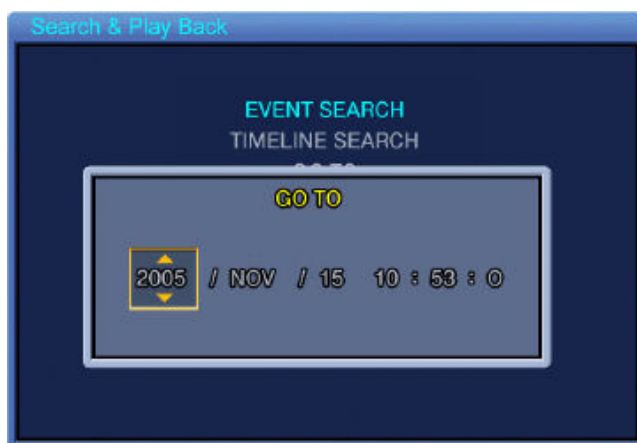 Search & Play Back
EVENT SEARCH
TIMELINE SEARCH
GO TO
2005 / NOV / 15 10 : 53 : 0